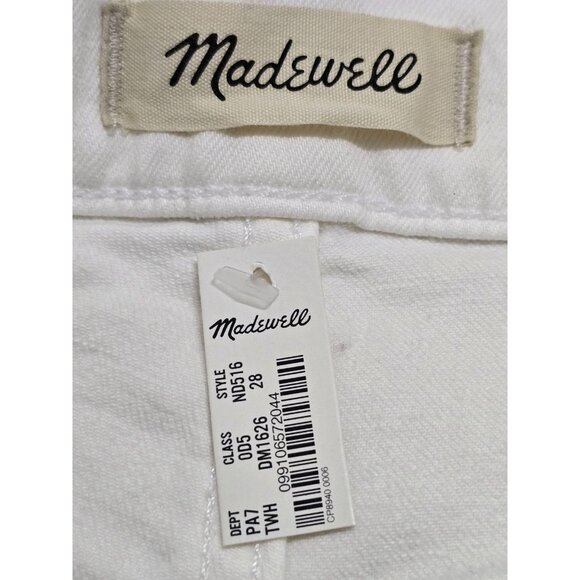 Madewell
Madewell
DEPT CLASS STYLE
PA7 0D5 ND516
TWH DM1626 28
099106572044
CP8940 0006